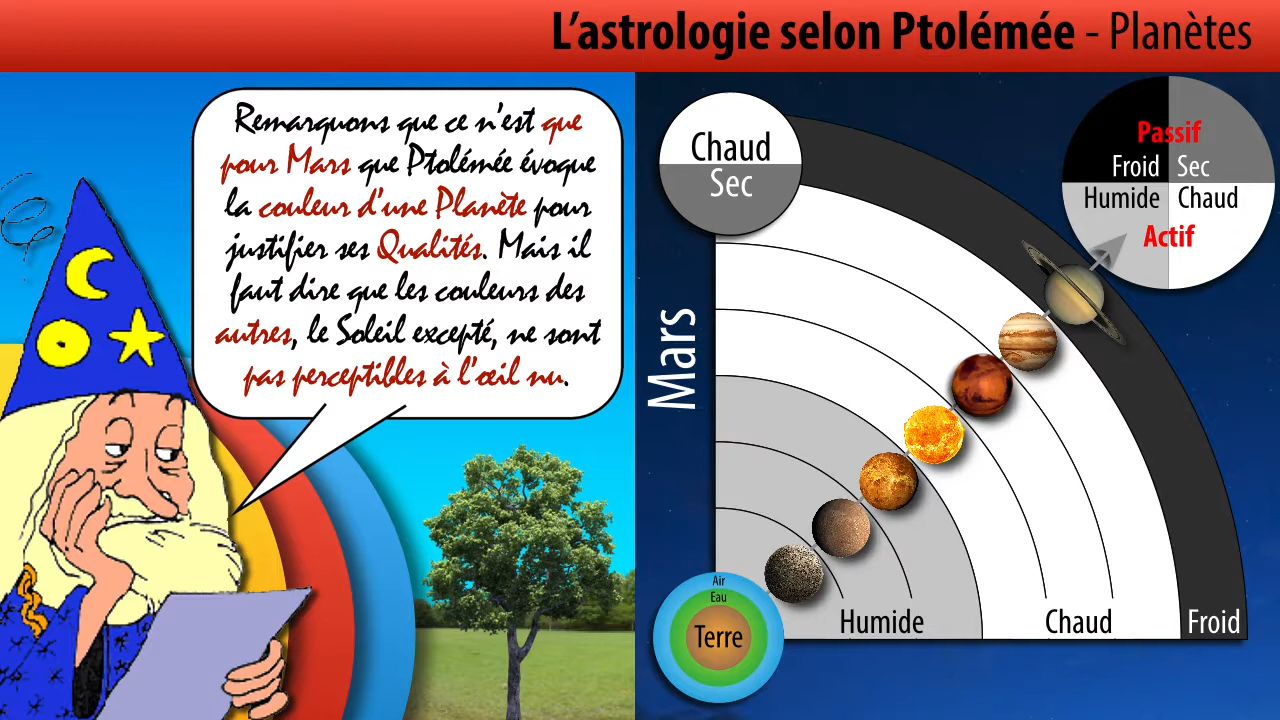 L'astrologie selon Ptolémée - Planètes
Remarquons que ce n'est que
pour Mars que Ptolémée évoque
la couleur d'une Planète pour
justifier ses Qualités. Mais il
faut dire que les couleurs des
autres, le Soleil excepté, ne sont
pas perceptibles à l'œil nu.
Chaud
Sec
Mars
Passif
Froid Sec
Humide Chaud
Actif
Air
Eau
Terre
Humide
Chaud
Froid